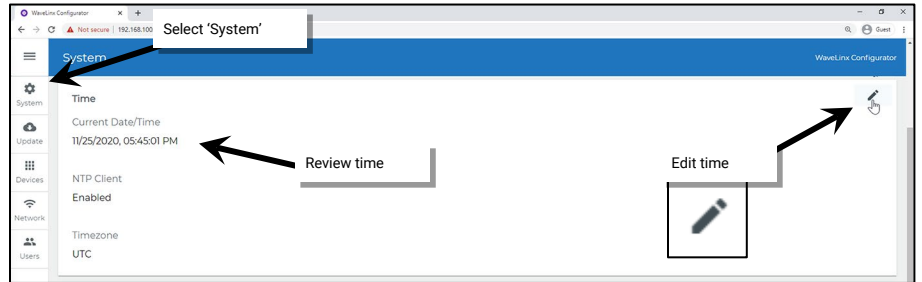 WaveLinx Configurator
Not secure | 192.168.100
Guest
Select ‘System’
System
WaveLinx Configurator
System
Update
Devices
Network
Users
Time
Current Date/Time
11/25/2020, 05:45:01 PM
Review time
Edit time
NTP Client
Enabled
Timezone
UTC